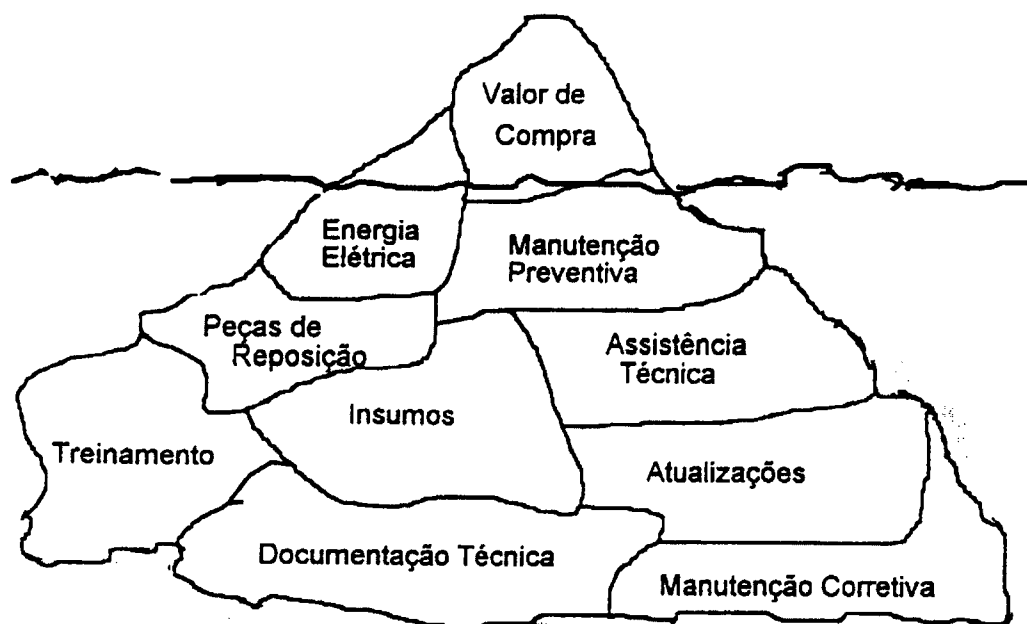 Valor de
Compra
Energia
Elétrica
Manutenção
Preventiva
Peças de
Reposição
Assistência
Técnica
Insumos
Treinamento
Atualizações
Documentação Técnica
Manutenção Corretiva